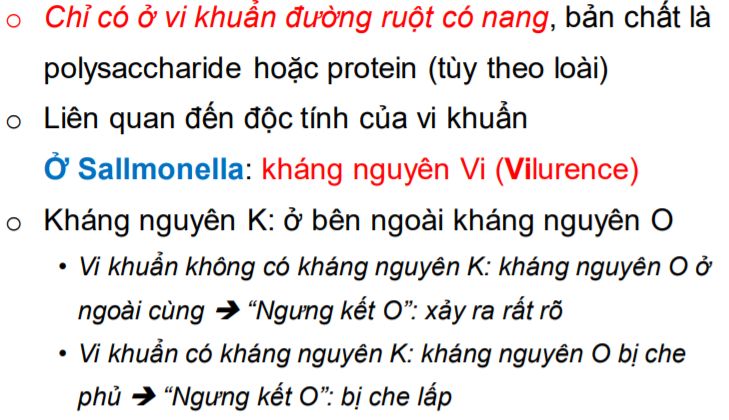 o Chỉ có ở vi khuẩn đường ruột có nang, bản chất là
polysaccharide hoặc protein (tùy theo loài)
o Liên quan đến độc tính của vi khuẩn
Ở Sallmonella: kháng nguyên Vi (Vilurence)
o Kháng nguyên K: ở bên ngoài kháng nguyên O
• Vi khuẩn không có kháng nguyên K: kháng nguyên O ở
ngoài cùng ➔ “Ngưng kết O”: xảy ra rất rõ
• Vi khuẩn có kháng nguyên K: kháng nguyên O bị che
phủ ➔ “Ngưng kết O”: bị che lấp